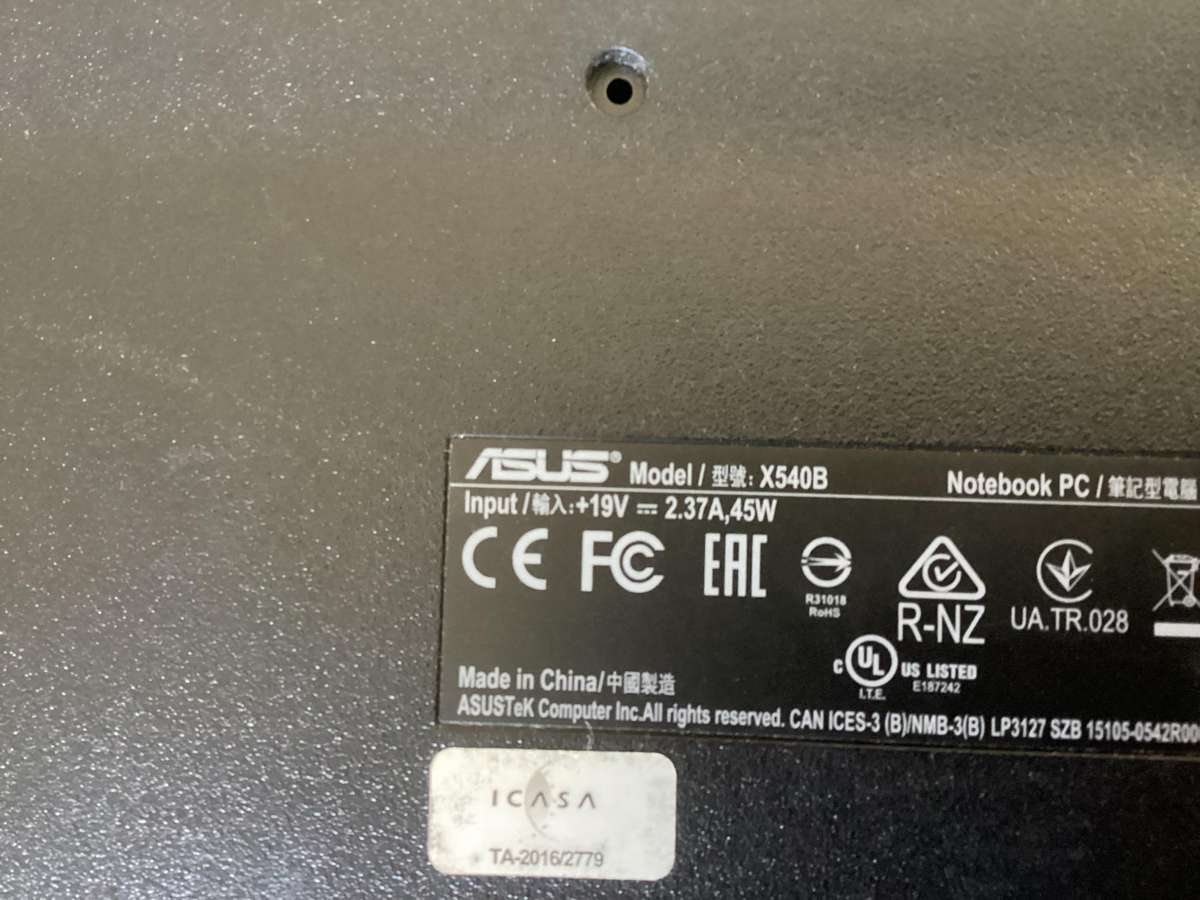 ASUS® Model / 型號: X540B Notebook PC / 筆記型電腦
Input / 輸入: +19V ⎓ 2.37A, 45W
CE FC EAC
R31018
RoHS
R-NZ
UA.TR.028
c UL US LISTED
I.T.E. E187242
Made in China/中國製造
ASUSTeK Computer Inc.All rights reserved. CAN ICES-3 (B)/NMB-3(B) LP3127 SZB
ICASA
TA-2016/2779